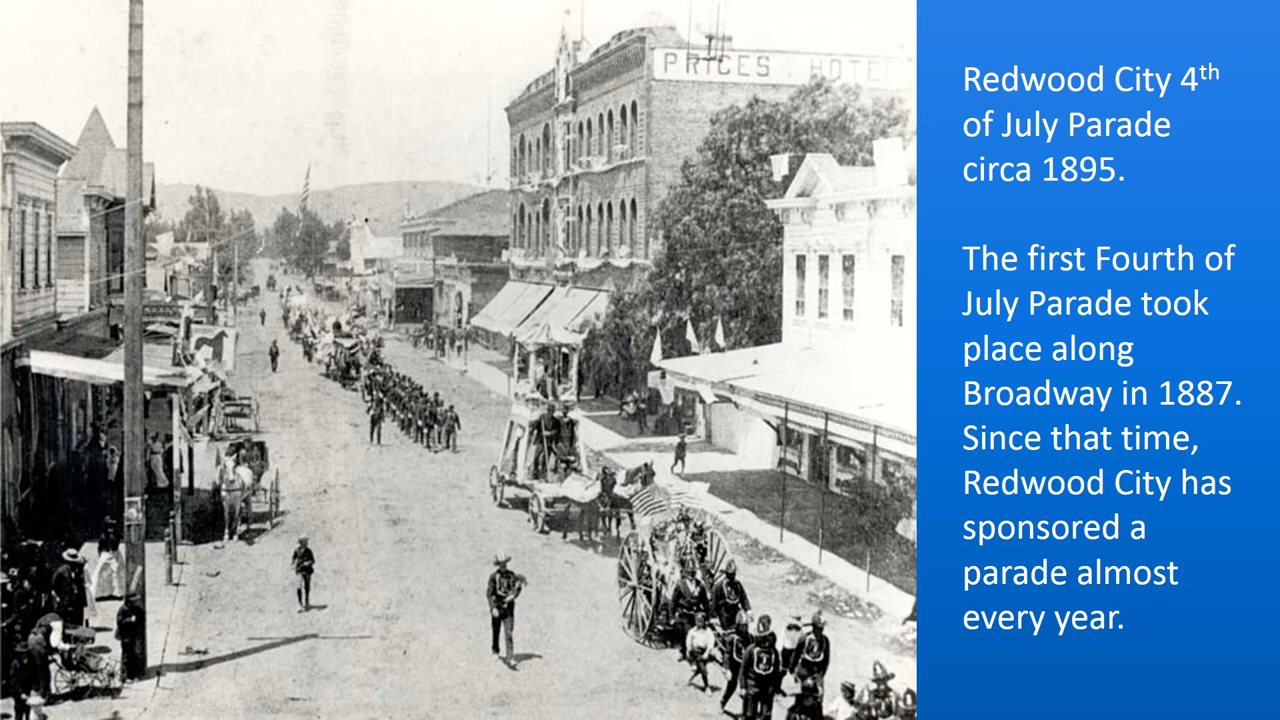 PRICES HOTEL
Redwood City 4th
of July Parade
circa 1895.
The first Fourth of
July Parade took
place along
Broadway in 1887.
Since that time,
Redwood City has
sponsored a
parade almost
every year.